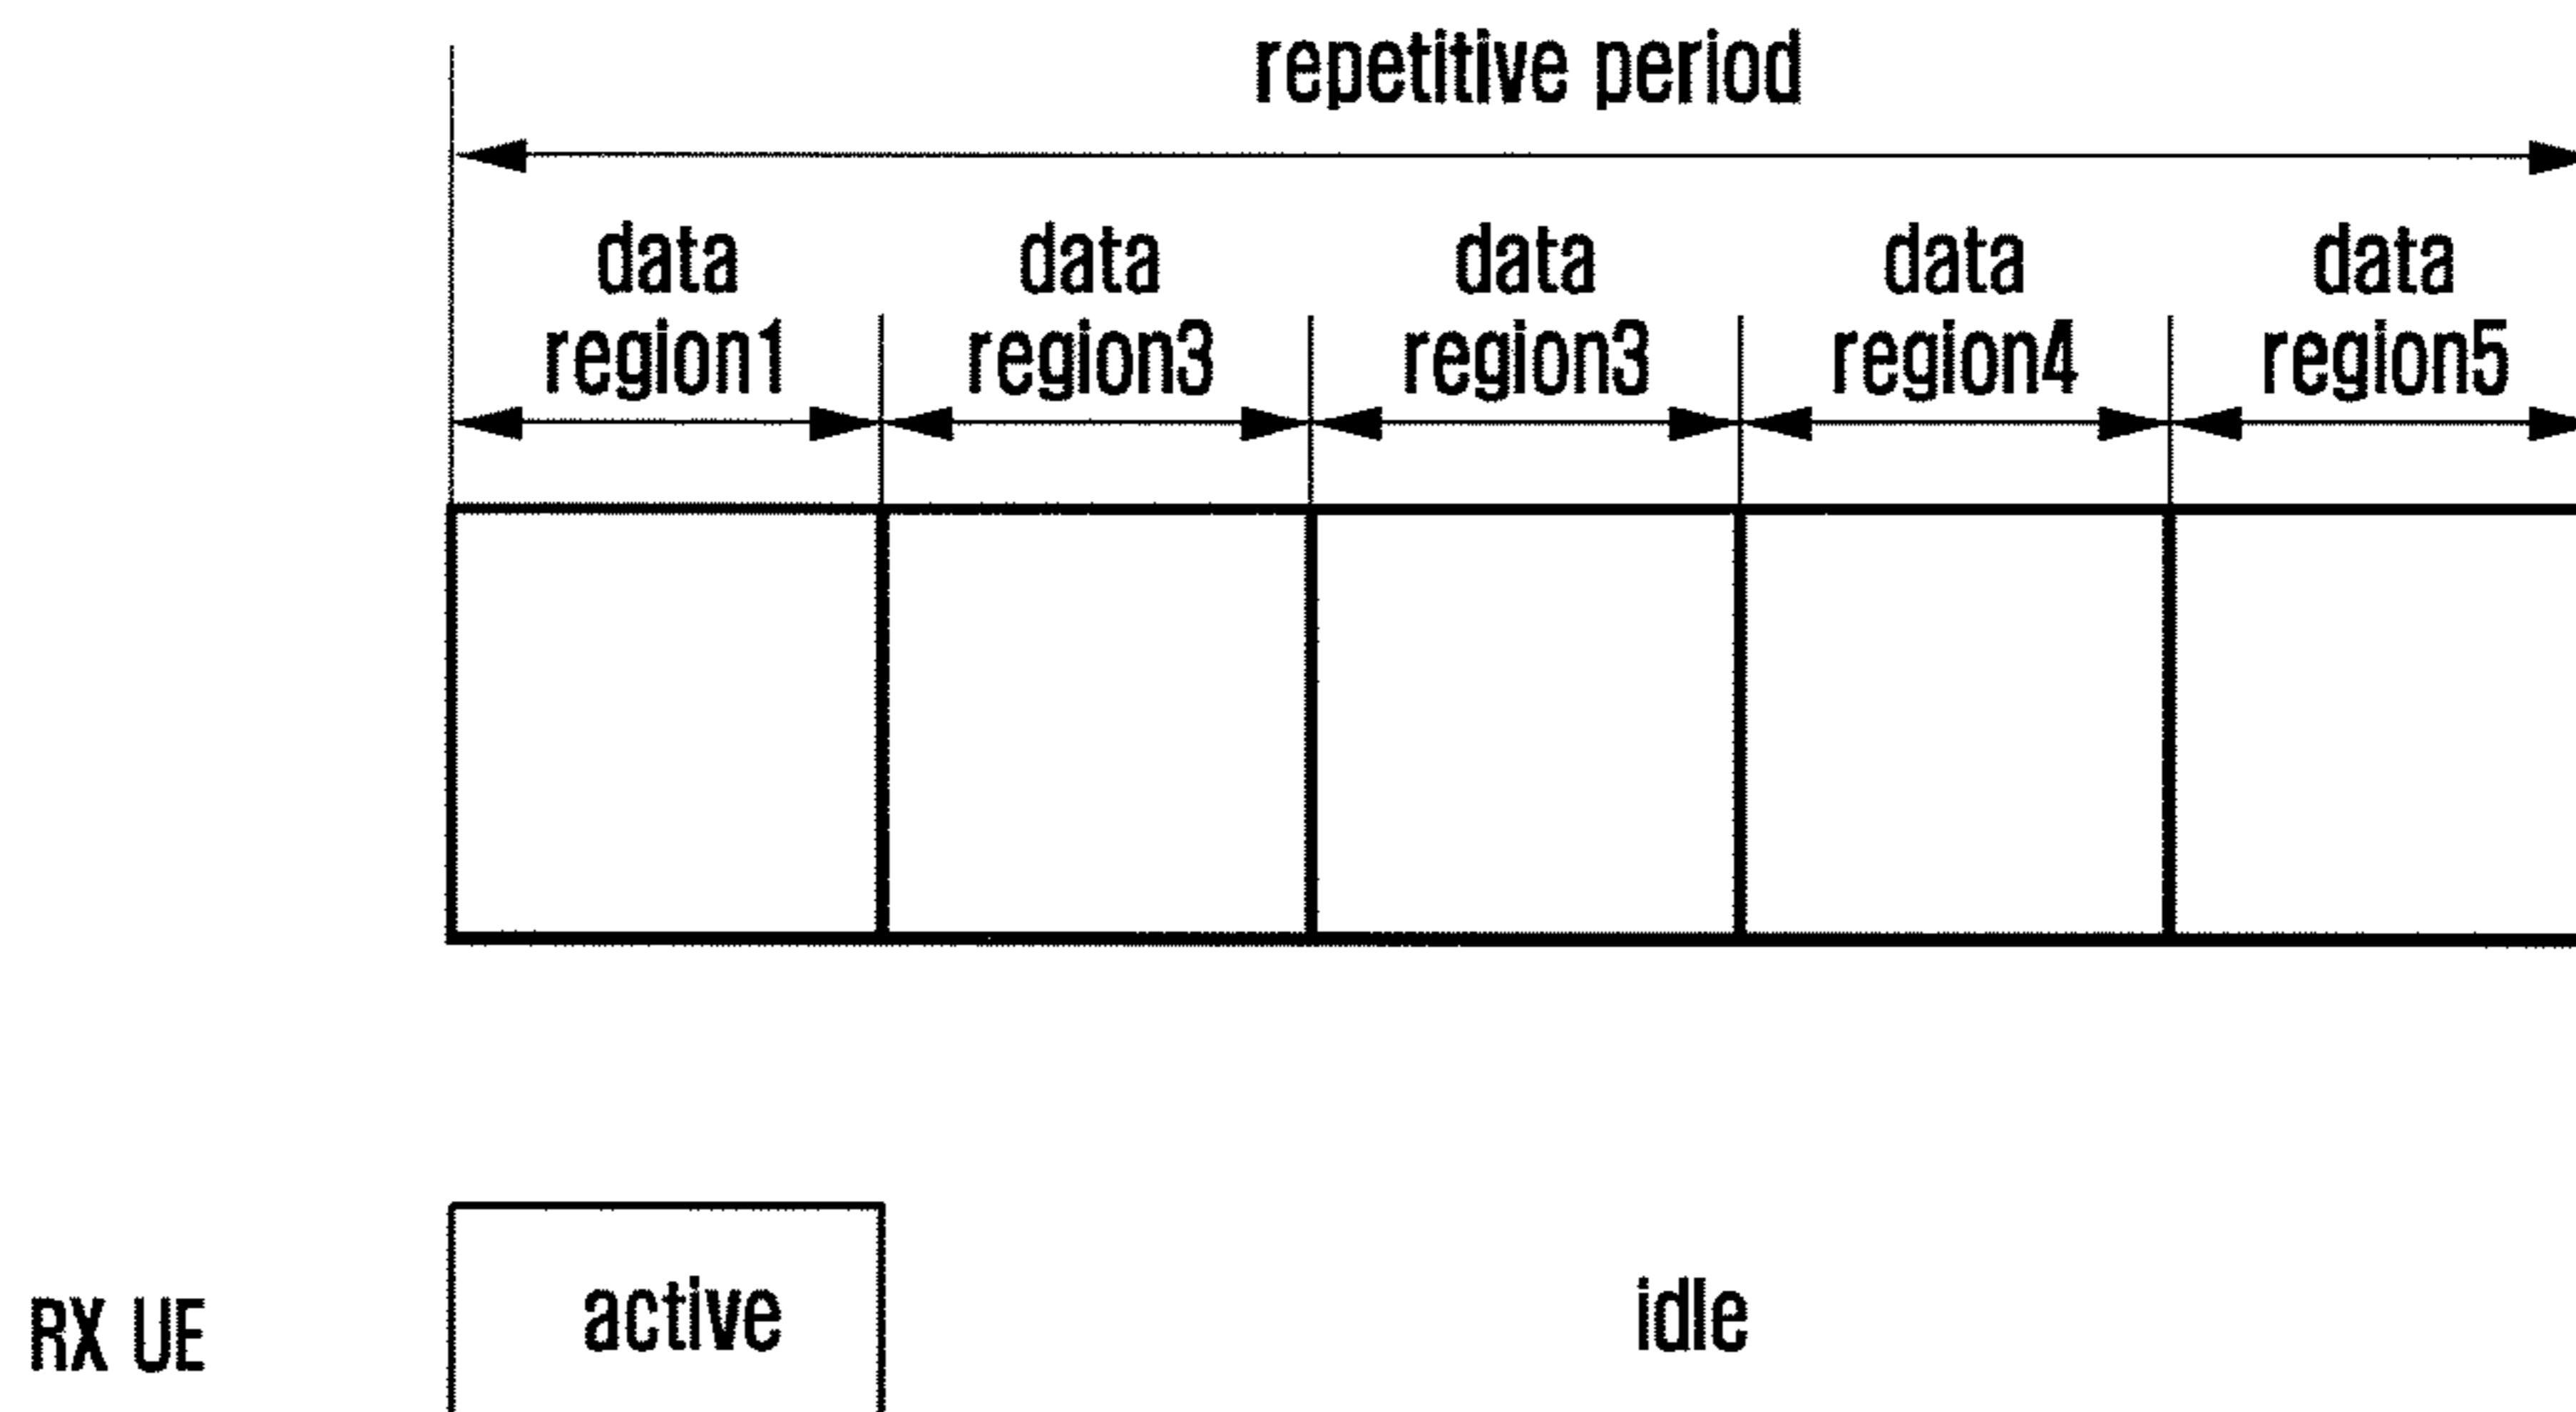 repetitive period
data data data data data
region1 region3 region3 region4 region5
active idle
RX UE